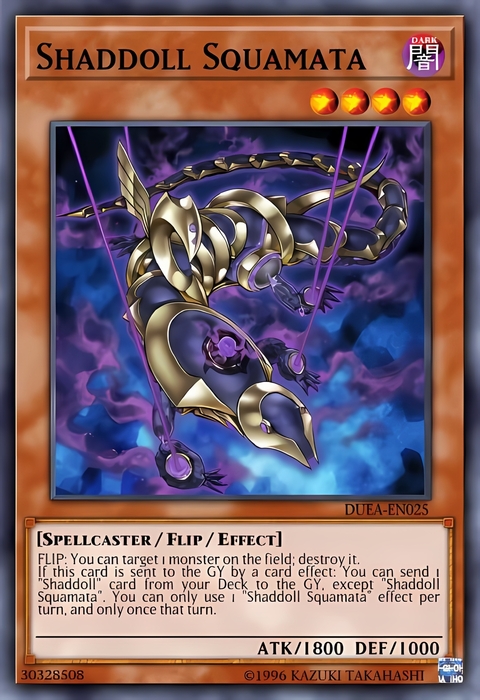 SHADDOLL SQUAMATA
DARK
闇
DUEA-EN025
[SPELLCASTER / FLIP / EFFECT]
FLIP: You can target 1 monster on the field; destroy it.
If this card is sent to the GY by a card effect: You can send 1
"Shaddoll" card from your Deck to the GY, except "Shaddoll
Squamata". You can only use 1 "Shaddoll Squamata" effect per
turn, and only once that turn.
ATK/1800 DEF/1000
30328508
©1996 KAZUKI TAKAHASHI